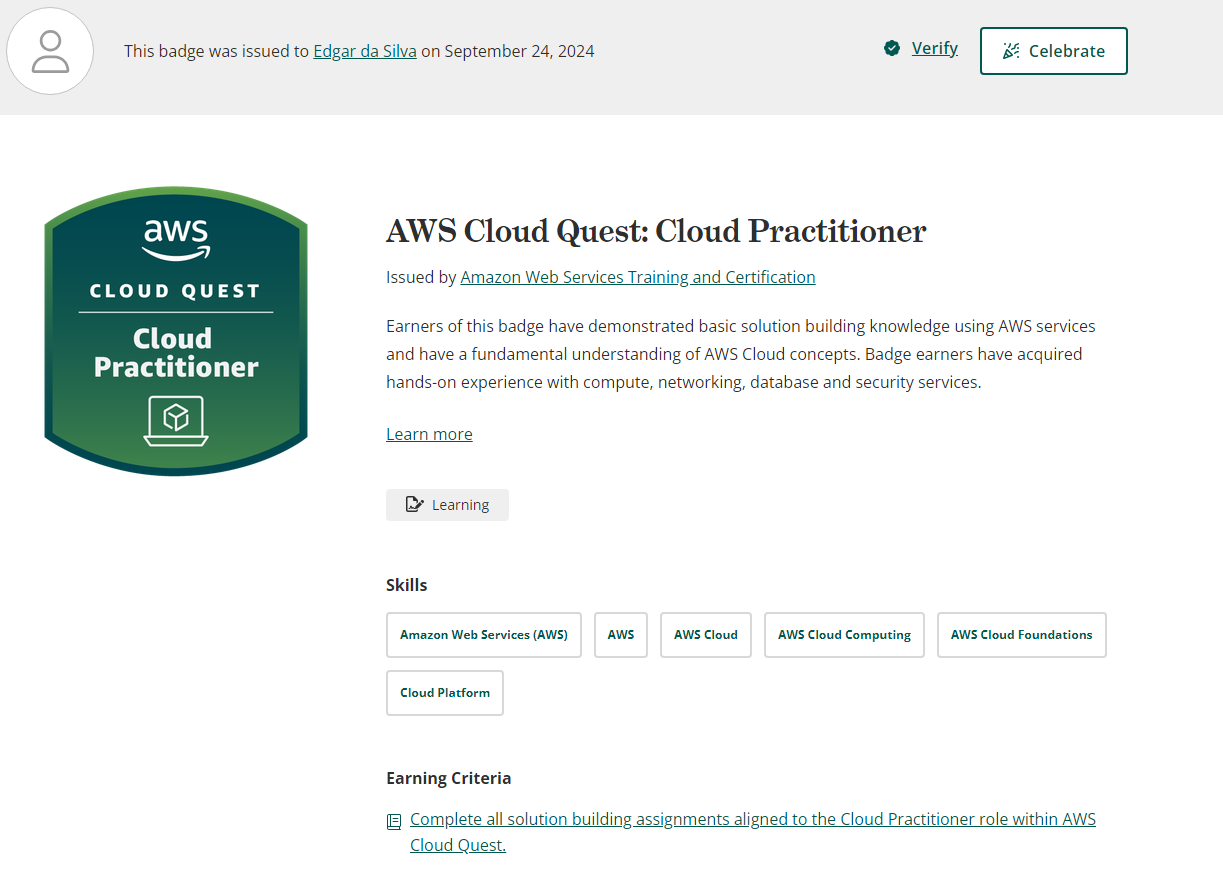 This badge was issued to Edgar da Silva on September 24, 2024
Verify
Celebrate
aws
CLOUD QUEST
Cloud
Practitioner
AWS Cloud Quest: Cloud Practitioner
Issued by Amazon Web Services Training and Certification
Earners of this badge have demonstrated basic solution building knowledge using AWS services
and have a fundamental understanding of AWS Cloud concepts. Badge earners have acquired
hands-on experience with compute, networking, database and security services.
Learn more
Learning
Skills
Amazon Web Services (AWS)
AWS
AWS Cloud
AWS Cloud Computing
AWS Cloud Foundations
Cloud Platform
Earning Criteria
Complete all solution building assignments aligned to the Cloud Practitioner role within AWS
Cloud Quest.